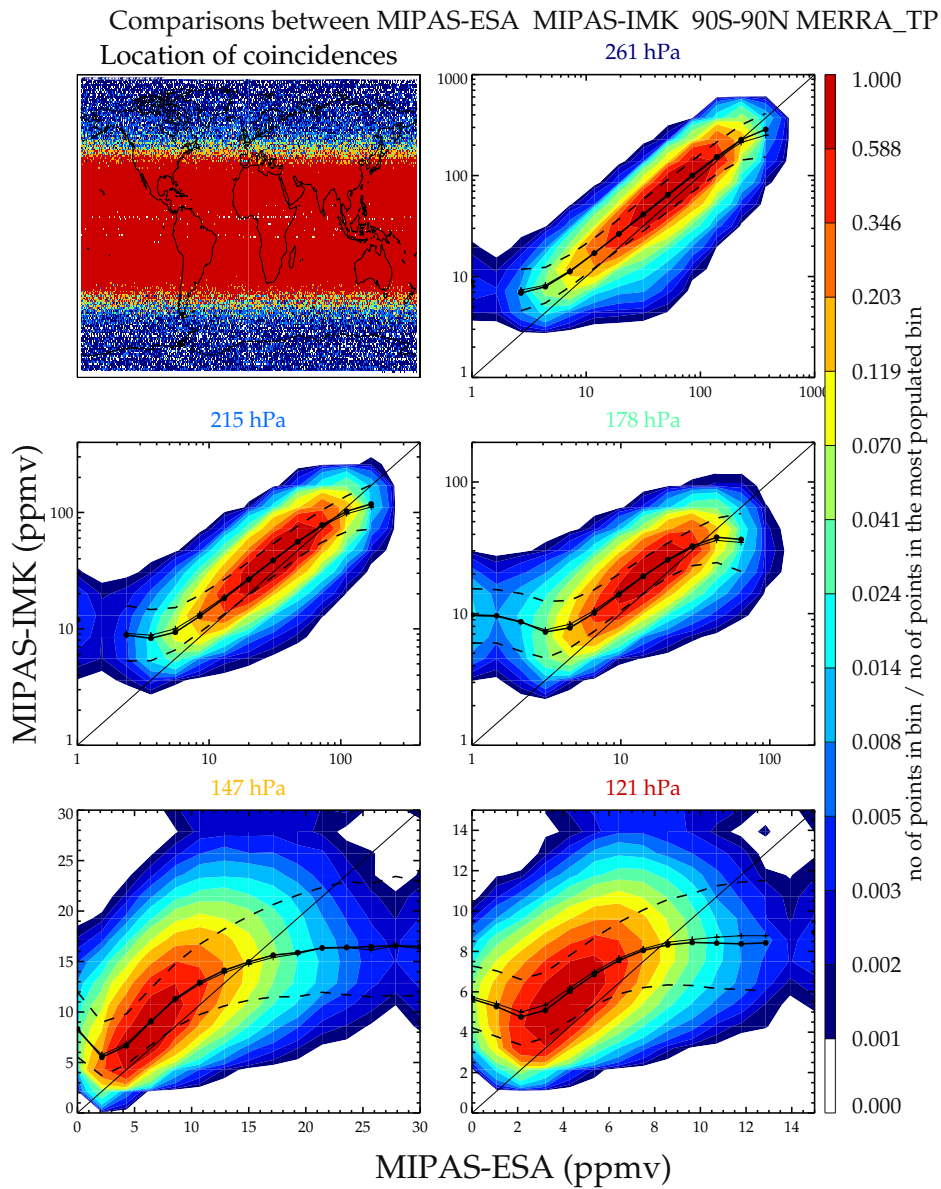 Comparisons between MIPAS-ESA MIPAS-IMK 90S-90N MERRA_TP
Location of coincidences
261 hPa
1000
100
10
1
1 10 100 1000
215 hPa
100
10
1
1 10 100
178 hPa
100
10
1
1 10 100
147 hPa
30
25
20
15
10
5
0
0 5 10 15 20 25 30
121 hPa
14
12
10
8
6
4
2
0
0 2 4 6 8 10 12 14
MIPAS-IMK (ppmv)
MIPAS-ESA (ppmv)
1.000
0.588
0.346
0.203
0.119
0.070
0.041
0.024
0.014
0.008
0.005
0.003
0.002
0.001
0.000
no of points in bin / no of points in the most populated bin